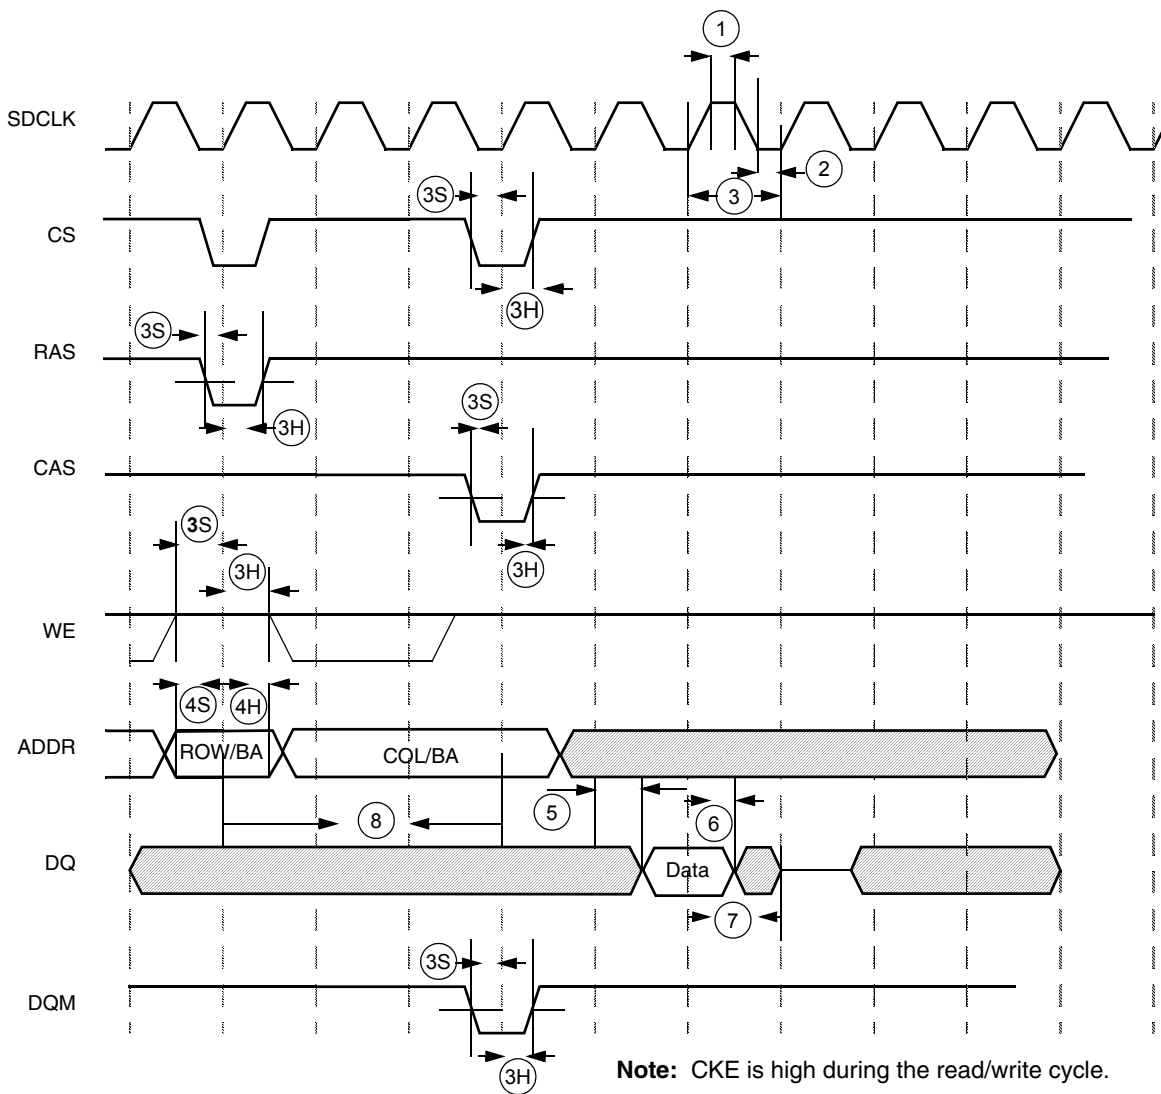 1
SDCLK
2
3S
3
CS
3H
3S
RAS
3S
3H
CAS
3S
3H
3H
WE
4S
4H
ADDR
ROW/BA
COL/BA
5
8
6
DQ
Data
7
3S
DQM
3H
Note: CKE is high during the read/write cycle.